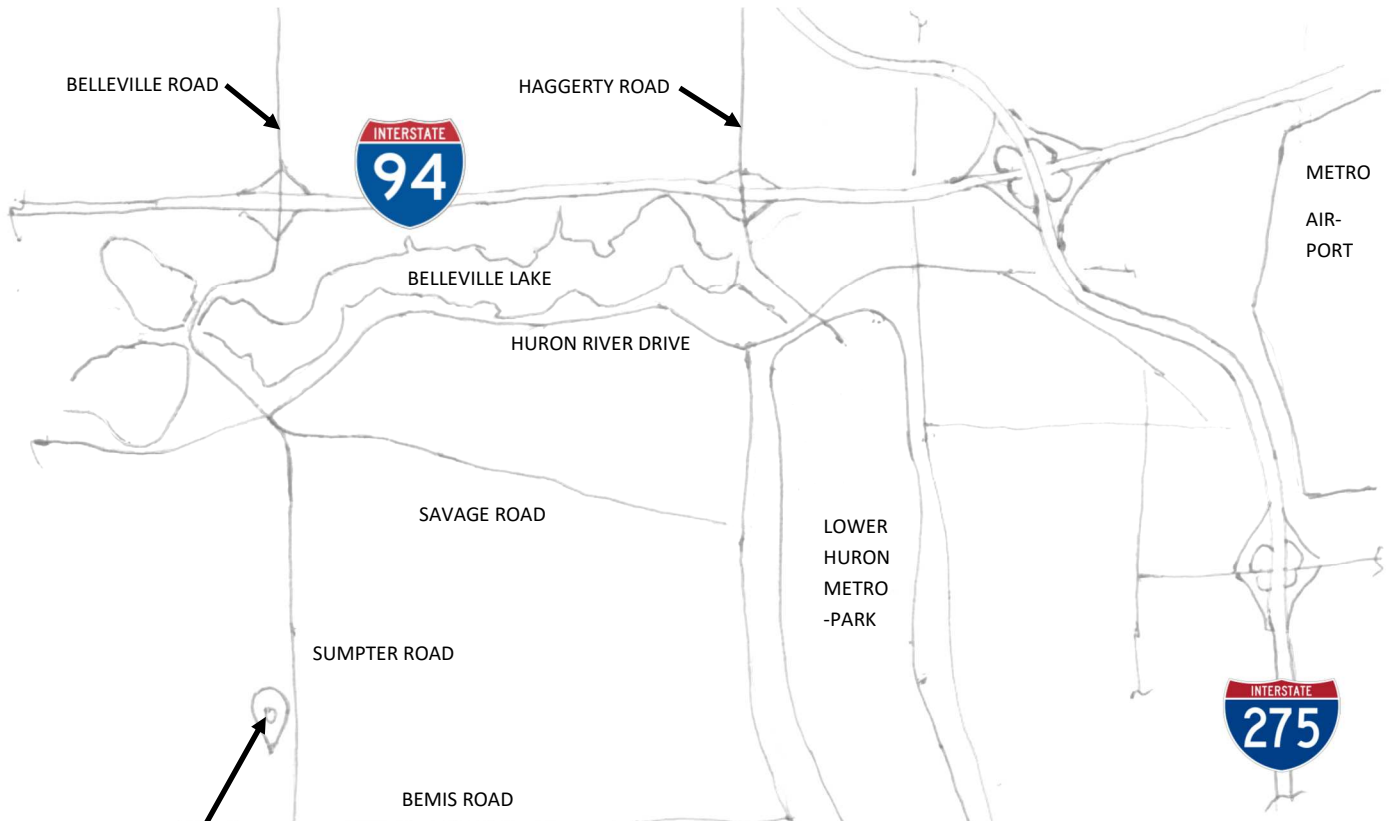 BELLEVILLE ROAD
HAGGERTY ROAD
INTERSTATE
94
METRO
AIR-
PORT
BELLEVILLE LAKE
HURON RIVER DRIVE
SAVAGE ROAD
LOWER
HURON
METRO
-PARK
SUMPTER ROAD
INTERSTATE
275
BEMIS ROAD